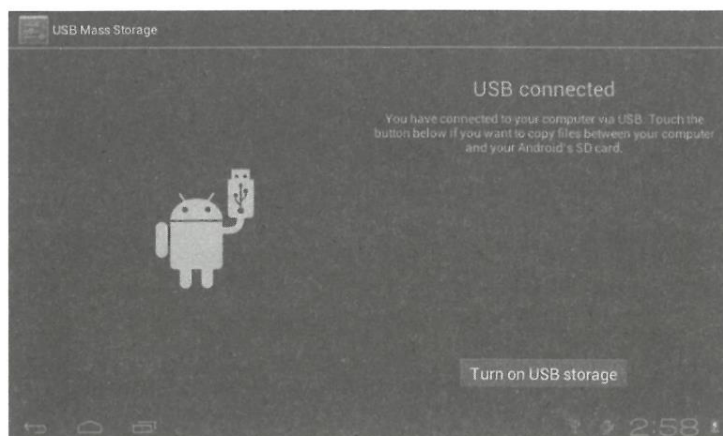 USB Mass Storage
USB connected
You have connected to your computer via USB. Touch the
button below if you want to copy files between your computer
and your Android's SD card.
Turn on USB storage
2:58